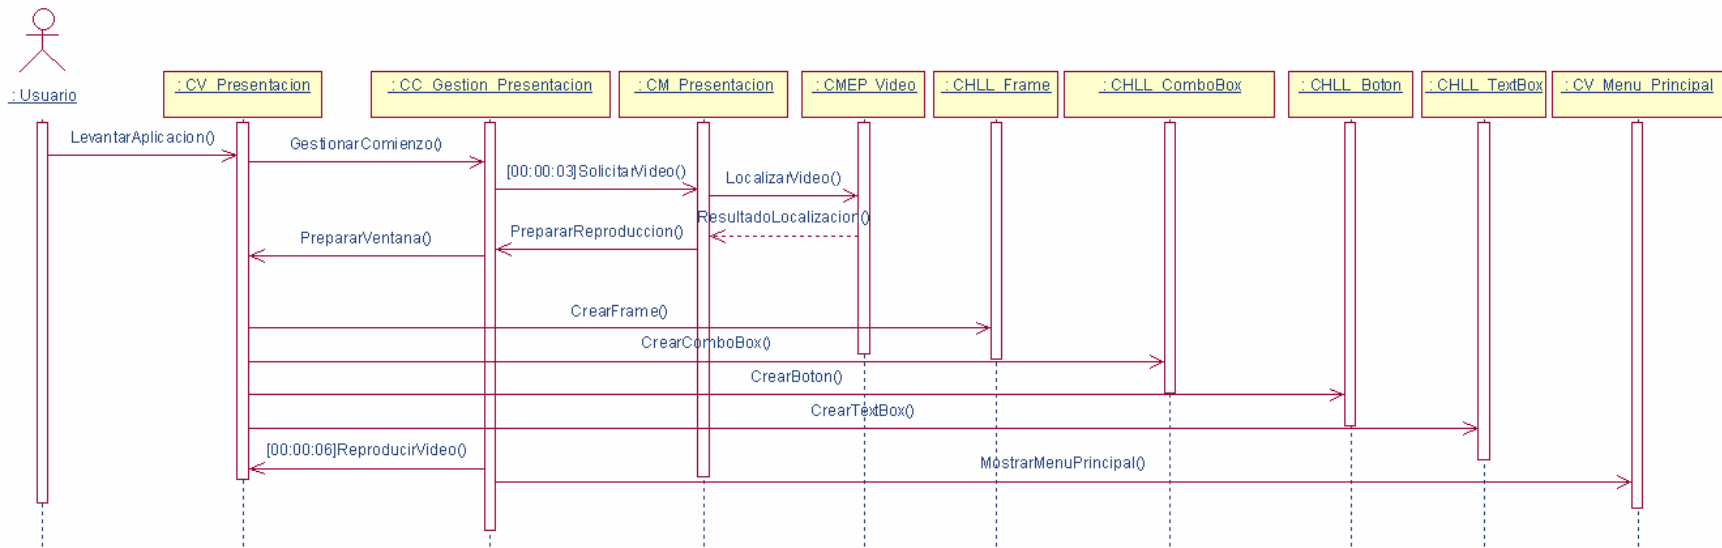 : Usuario
: CV_Presentacion
: CC_Gestion_Presentacion
: CM_Presentacion
: CMEP_Video
: CHLL_Frame
: CHLL_ComboBox
: CHLL_Boton
: CHLL_TextBox
: CV_Menu_Principal
LevantarAplicacion()
GestionarComienzo()
[00:00:03]SolicitarVideo()
LocalizarVideo()
ResultadoLocalizacion()
PrepararReproduccion()
PrepararVentana()
CrearFrame()
CrearComboBox()
CrearBoton()
CrearTextBox()
[00:00:06]ReproducirVideo()
MostrarMenuPrincipal()